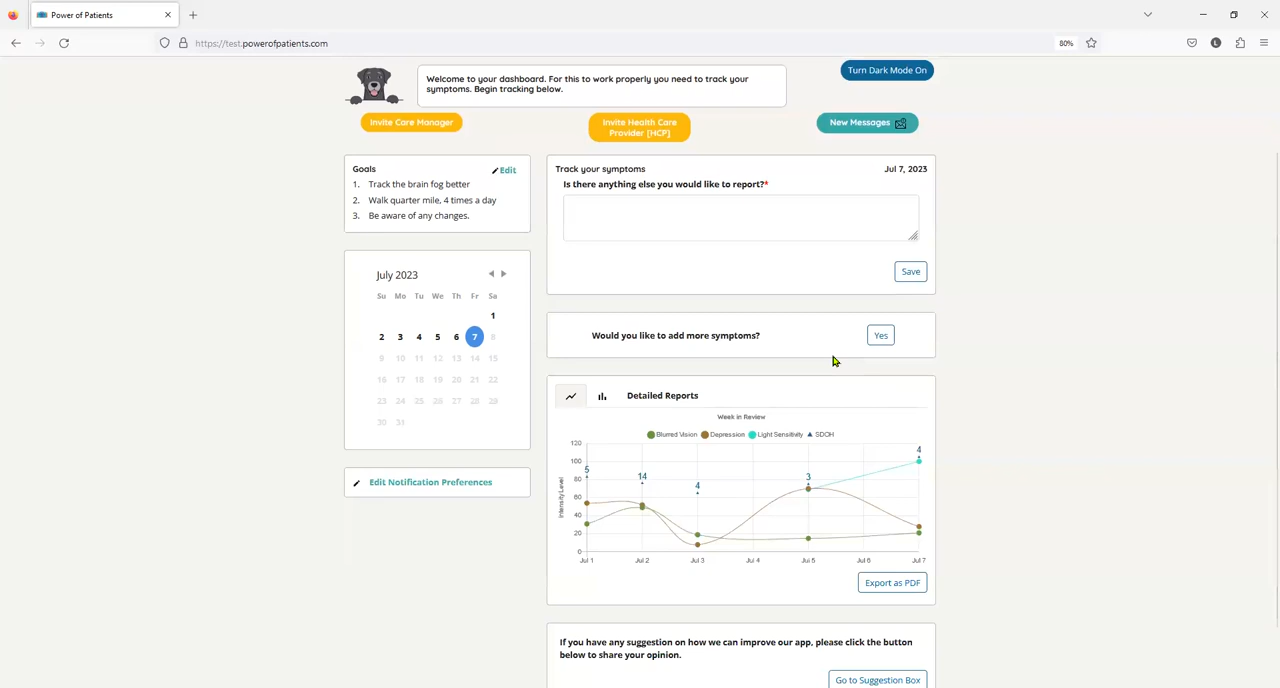 Power of Patients
https://test.powerofpatients.com
80%
L
Welcome to your dashboard. For this to work properly you need to track your
symptoms. Begin tracking below.
Turn Dark Mode On
Invite Care Manager
Invite Health Care
Provider [HCP]
New Messages
Goals
Edit
1. Track the brain fog better
2. Walk quarter mile, 4 times a day
3. Be aware of any changes.
Track your symptoms
Jul 7, 2023
Is there anything else you would like to report?*
Save
July 2023
Su Mo Tu We Th Fr Sa
1
2 3 4 5 6 7 8
9 10 11 12 13 14 15
16 17 18 19 20 21 22
23 24 25 26 27 28 29
30 31
Would you like to add more symptoms?
Yes
Edit Notification Preferences
Detailed Reports
Week in Review
Blurred Vision Depression Light Sensitivity SDOH
Intensity Level
120
100
80
60
40
20
0
5
14
4
3
4
Jul 1 Jul 2 Jul 3 Jul 4 Jul 5 Jul 6 Jul 7
Export as PDF
If you have any suggestion on how we can improve our app, please click the button
below to share your opinion.
Go to Suggestion Box